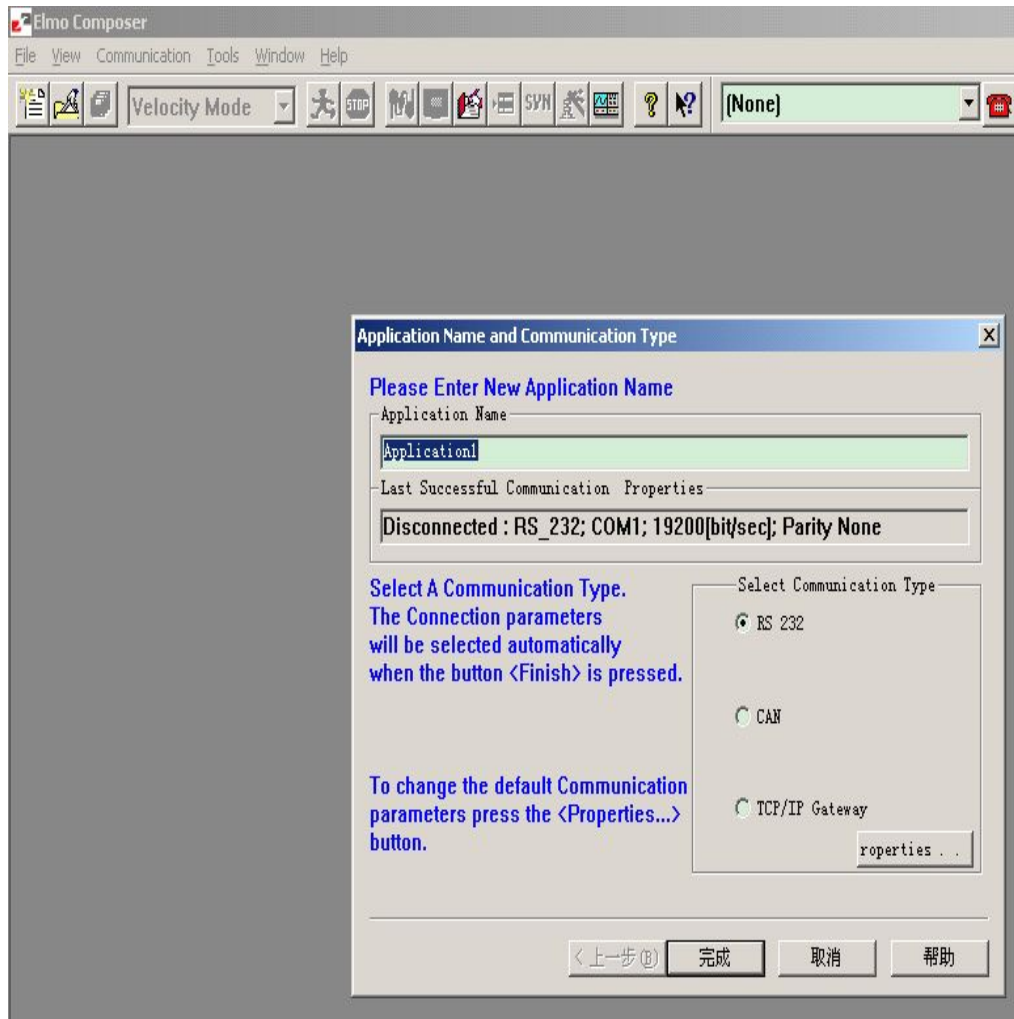 Elmo Composer
File View Communication Tools Window Help
Velocity Mode STOP SYN (None)
Application Name and Communication Type
Please Enter New Application Name
Application Name
Application1
Last Successful Communication Properties
Disconnected : RS_232; COM1; 19200[bit/sec]; Parity None
Select A Communication Type.
The Connection parameters
will be selected automatically
when the button <Finish> is pressed.
Select Communication Type
RS 232
CAN
To change the default Communication
parameters press the <Properties...>
button.
TCP/IP Gateway
roperties . .
< 上一步(B) 完成 取消 帮助